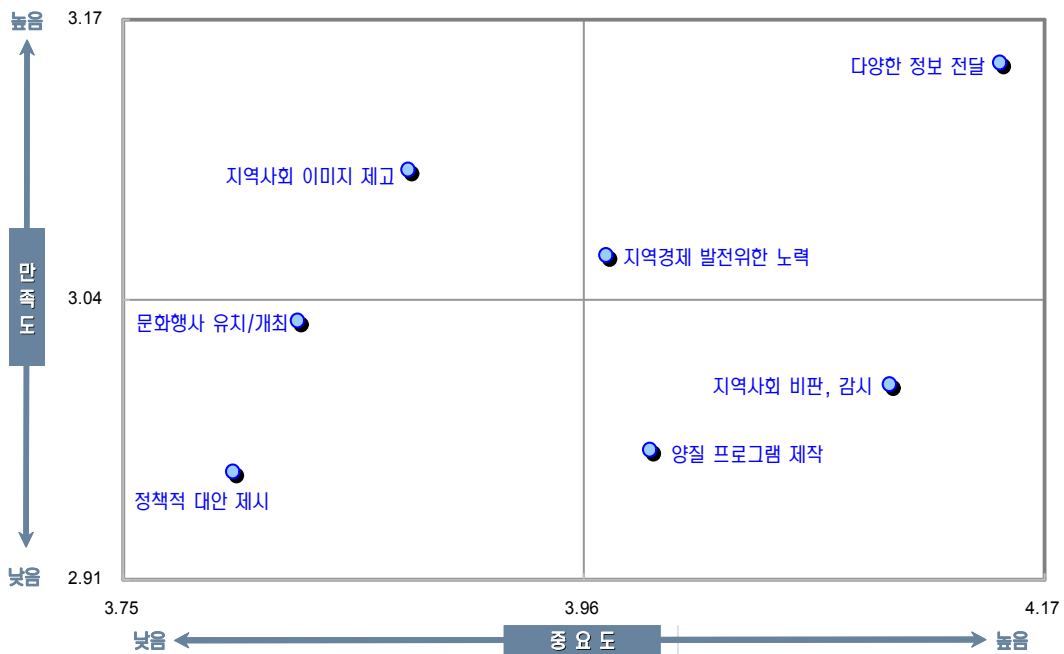 높음
3.17
다양한 정보 전달
지역사회 이미지 제고
지역경제 발전위한 노력
만족도
3.04
문화행사 유치/개최
지역사회 비판, 감시
양질 프로그램 제작
정책적 대안 제시
낮음
2.91
3.75
3.96
4.17
낮음
중요도
높음